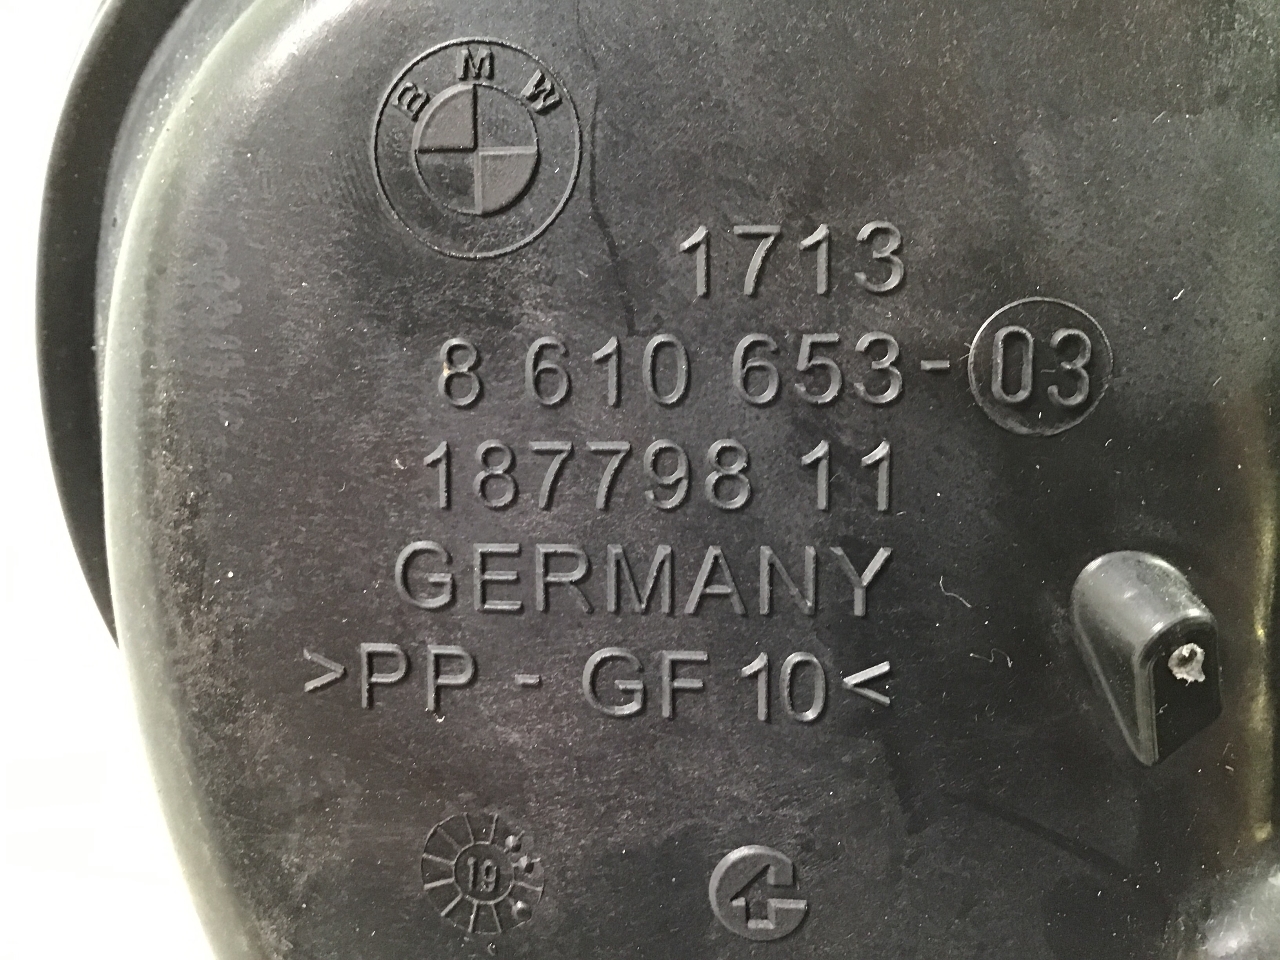 BMW
1713
8 610 653-03
187798 11
GERMANY
>PP - GF 10<
19